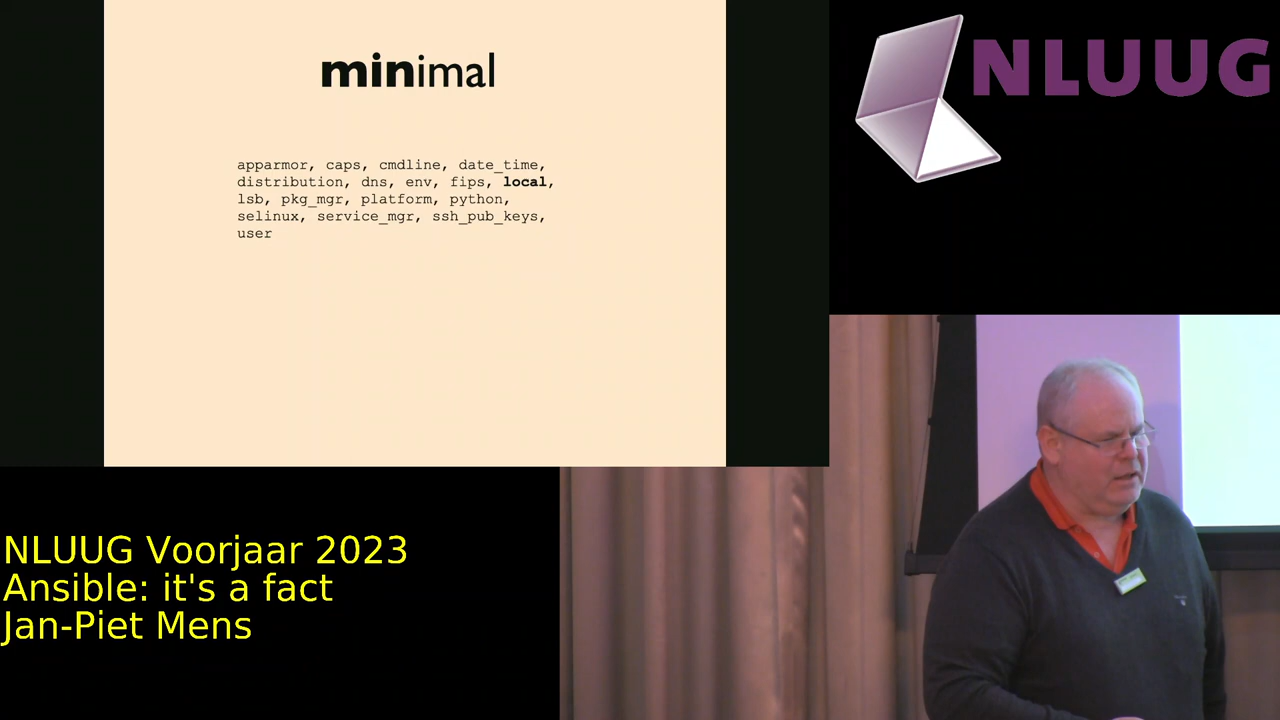 minimal
apparmor, caps, cmdline, date_time,
distribution, dns, env, fips, local,
lsb, pkg_mgr, platform, python,
selinux, service_mgr, ssh_pub_keys,
user
NLUUG
NLUUG Voorjaar 2023
Ansible: it's a fact
Jan-Piet Mens